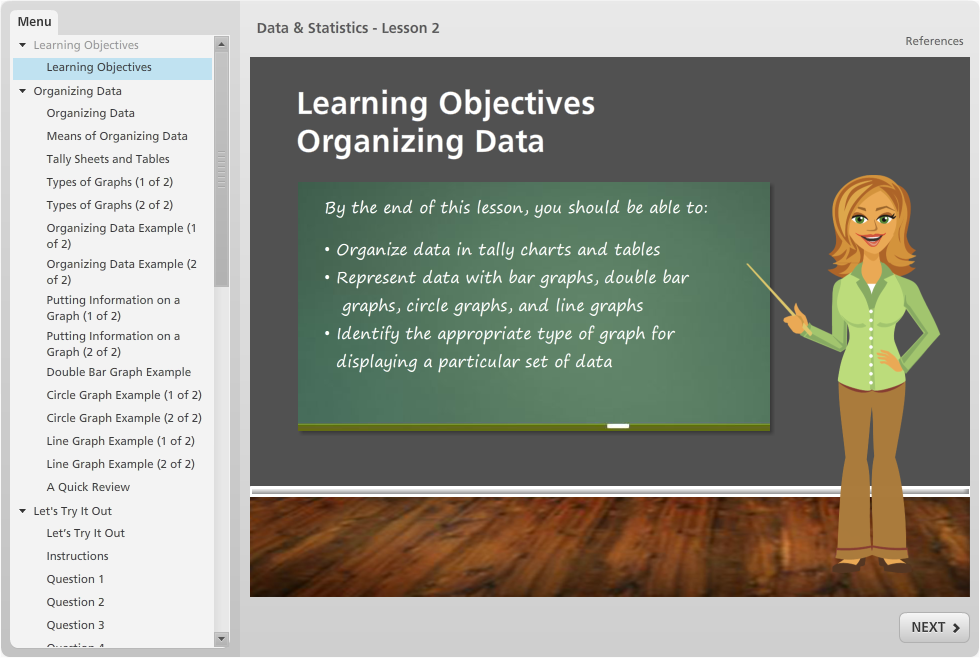 Menu
Learning Objectives
Learning Objectives
Organizing Data
Organizing Data
Means of Organizing Data
Tally Sheets and Tables
Types of Graphs (1 of 2)
Types of Graphs (2 of 2)
Organizing Data Example (1
of 2)
Organizing Data Example (2
of 2)
Putting Information on a
Graph (1 of 2)
Putting Information on a
Graph (2 of 2)
Double Bar Graph Example
Circle Graph Example (1 of 2)
Circle Graph Example (2 of 2)
Line Graph Example (1 of 2)
Line Graph Example (2 of 2)
A Quick Review
Let's Try It Out
Let’s Try It Out
Instructions
Question 1
Question 2
Question 3
Question 4
Data & Statistics - Lesson 2
References
Learning Objectives
Organizing Data
By the end of this lesson, you should be able to:
• Organize data in tally charts and tables
• Represent data with bar graphs, double bar
graphs, circle graphs, and line graphs
• Identify the appropriate type of graph for
displaying a particular set of data
NEXT